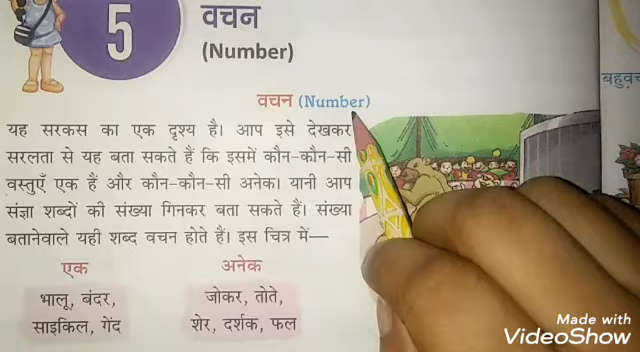 5
वचन
(Number)
वचन (Number)
बहुवच
यह सरकस का एक दृश्य है। आप इसे देखकर
सरलता से यह बता सकते हैं कि इसमें कौन-कौन-सी
वस्तुएँ एक हैं और कौन-कौन-सी अनेक। यानी आप
संज्ञा शब्दों की संख्या गिनकर बता सकते हैं। संख्या
बतानेवाले यही शब्द वचन होते हैं। इस चित्र में—
एक
अनेक
भालू, बंदर,
साइकिल, गेंद
जोकर, तोते,
शेर, दर्शक, फल
Made with
VideoShow